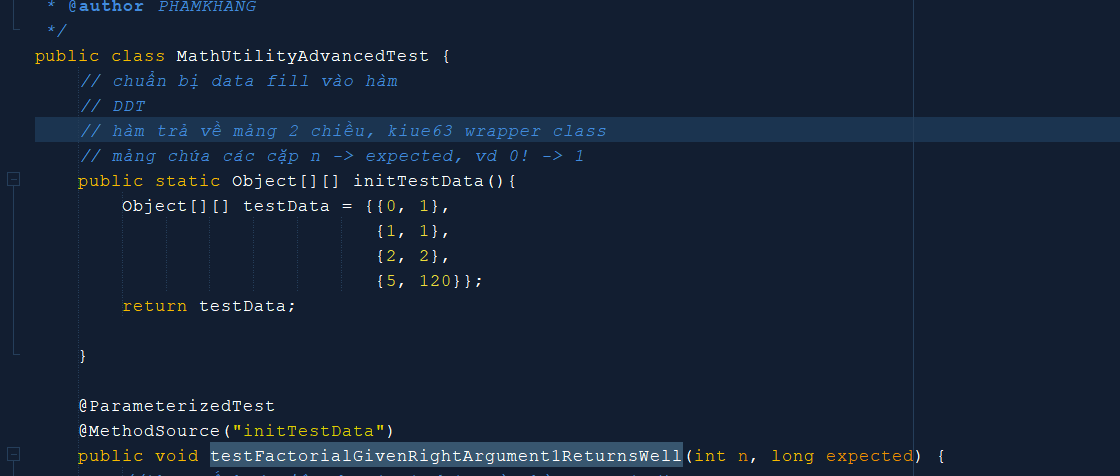 * @author PHAMKHANG
*/
public class MathUtilityAdvancedTest {
// chuẩn bị data fill vào hàm
// DDT
// hàm trả về mảng 2 chiều, kiue63 wrapper class
// mảng chứa các cặp n -> expected, vd 0! -> 1
public static Object[][] initTestData(){
Object[][] testData = {{0, 1},
{1, 1},
{2, 2},
{5, 120}};
return testData;
}
@ParameterizedTest
@MethodSource("initTestData")
public void testFactorialGivenRightArgument1ReturnsWell(int n, long expected) {